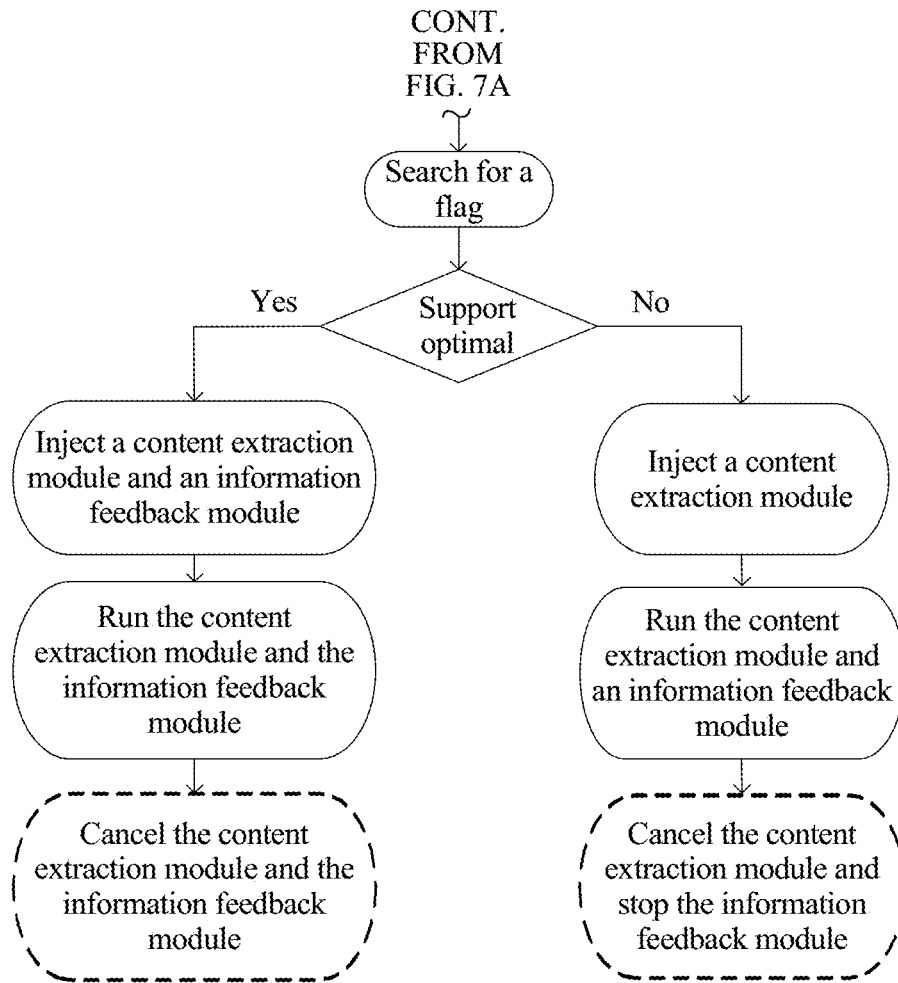 CONT.
FROM
FIG. 7A
Search for a
flag
Yes
Support
optimal
No
Inject a content extraction
module and an information
feedback module
Inject a content
extraction module
Run the content
extraction module and the
information feedback
module
Run the content
extraction module and
an information feedback
module
Cancel the content
extraction module and the
information feedback
module
Cancel the content
extraction module and
stop the information
feedback module